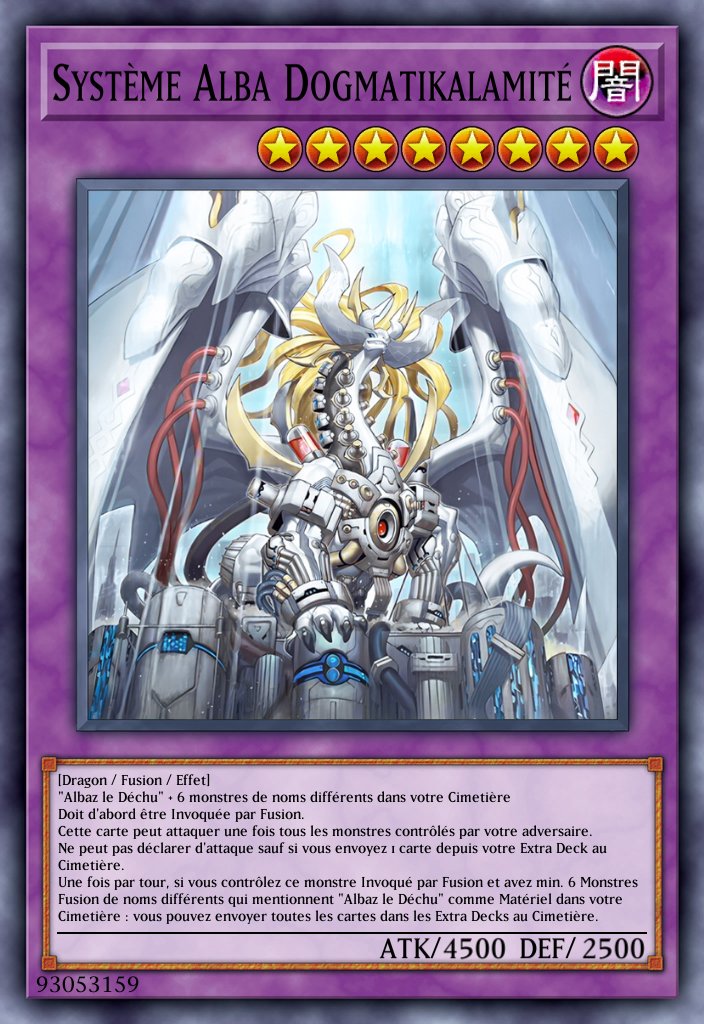 Système Alba Dogmatikalamité
闇
[Dragon / Fusion / Effet]
"Albaz le Déchu" + 6 monstres de noms différents dans votre Cimetière
Doit d'abord être Invoquée par Fusion.
Cette carte peut attaquer une fois tous les monstres contrôlés par votre adversaire.
Ne peut pas déclarer d'attaque sauf si vous envoyez 1 carte depuis votre Extra Deck au
Cimetière.
Une fois par tour, si vous contrôlez ce monstre Invoqué par Fusion et avez min. 6 Monstres
Fusion de noms différents qui mentionnent "Albaz le Déchu" comme Matériel dans votre
Cimetière : vous pouvez envoyer toutes les cartes dans les Extra Decks au Cimetière.
ATK/4500 DEF/ 2500
93053159